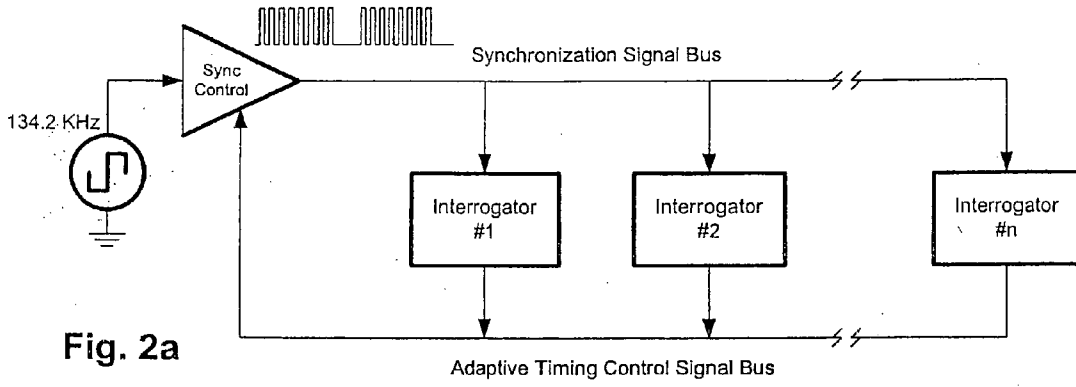 Synchronization Signal Bus
Sync
Control
134.2 KHz
Interrogator
#1
Interrogator
#2
Interrogator
#n
Fig. 2a
Adaptive Timing Control Signal Bus